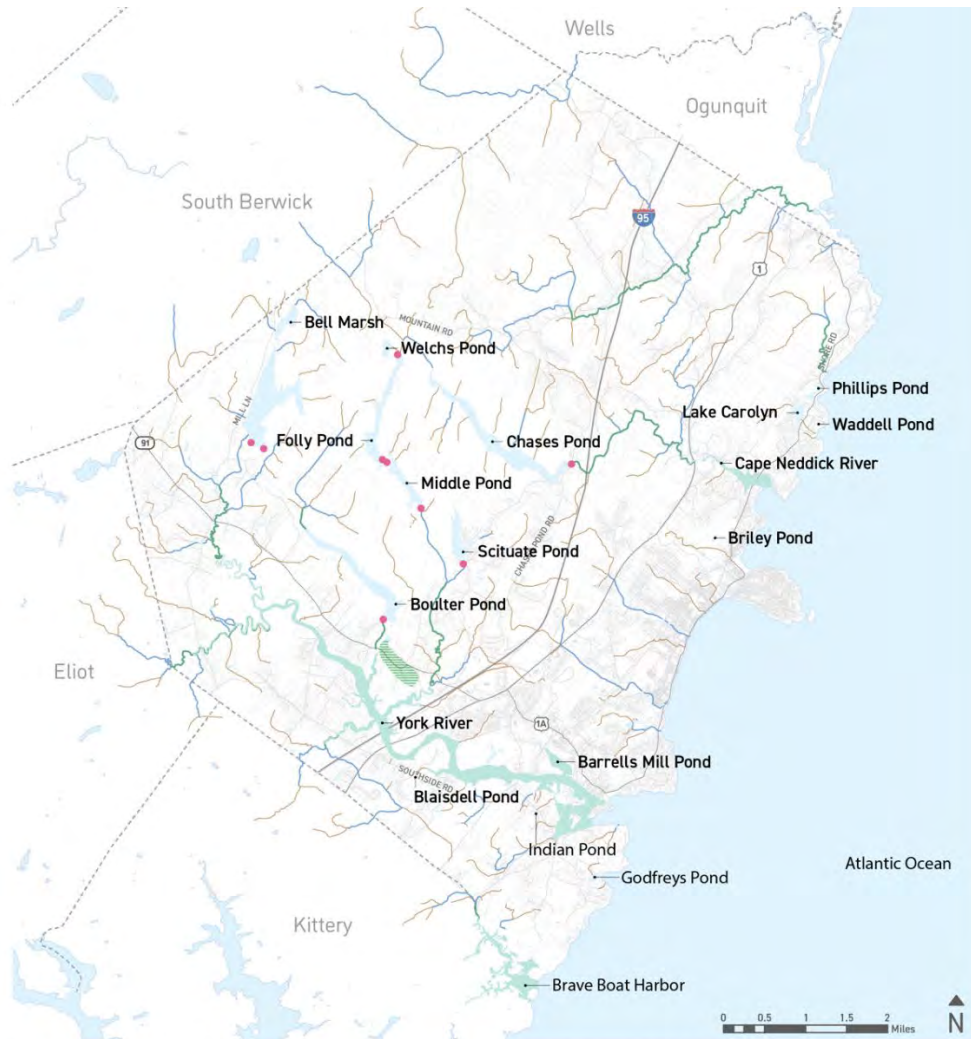 Wells
Ogunquit
South Berwick
95
1
Bell Marsh
MOUNTAIN RD
Welchs Pond
SHORE RD
Phillips Pond
Lake Carolyn
Waddell Pond
MILL LN
91
Folly Pond
Chases Pond
Cape Neddick River
Middle Pond
CHASES POND RD
Briley Pond
Scituate Pond
Boulter Pond
Eliot
York River
1A
Barrells Mill Pond
SOUTHSIDE RD
Blaisdell Pond
Indian Pond
Atlantic Ocean
Godfreys Pond
Kittery
Brave Boat Harbor
0 0.5 1 1.5 2
Miles
N